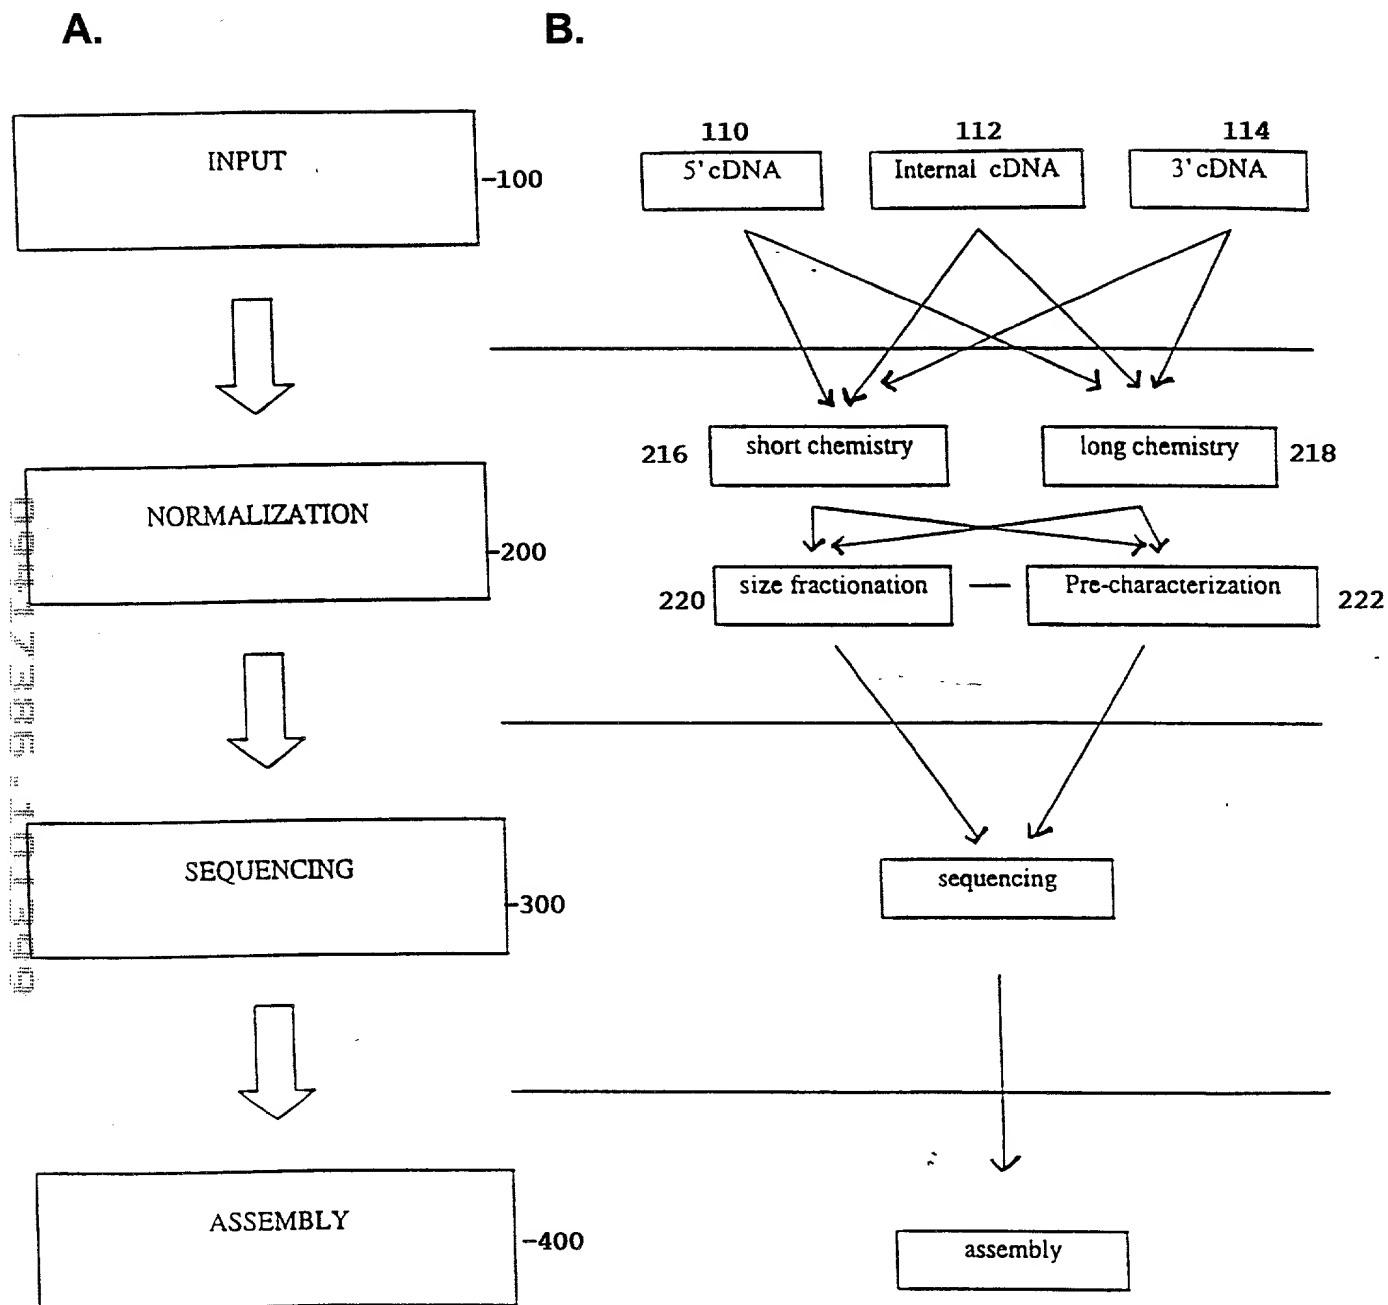 A.
B.
INPUT
-100
110
112
114
5' cDNA
Internal cDNA
3' cDNA
216
short chemistry
long chemistry
218
NORMALIZATION
-200
220
size fractionation
Pre-characterization
222
SEQUENCING
-300
sequencing
ASSEMBLY
-400
assembly